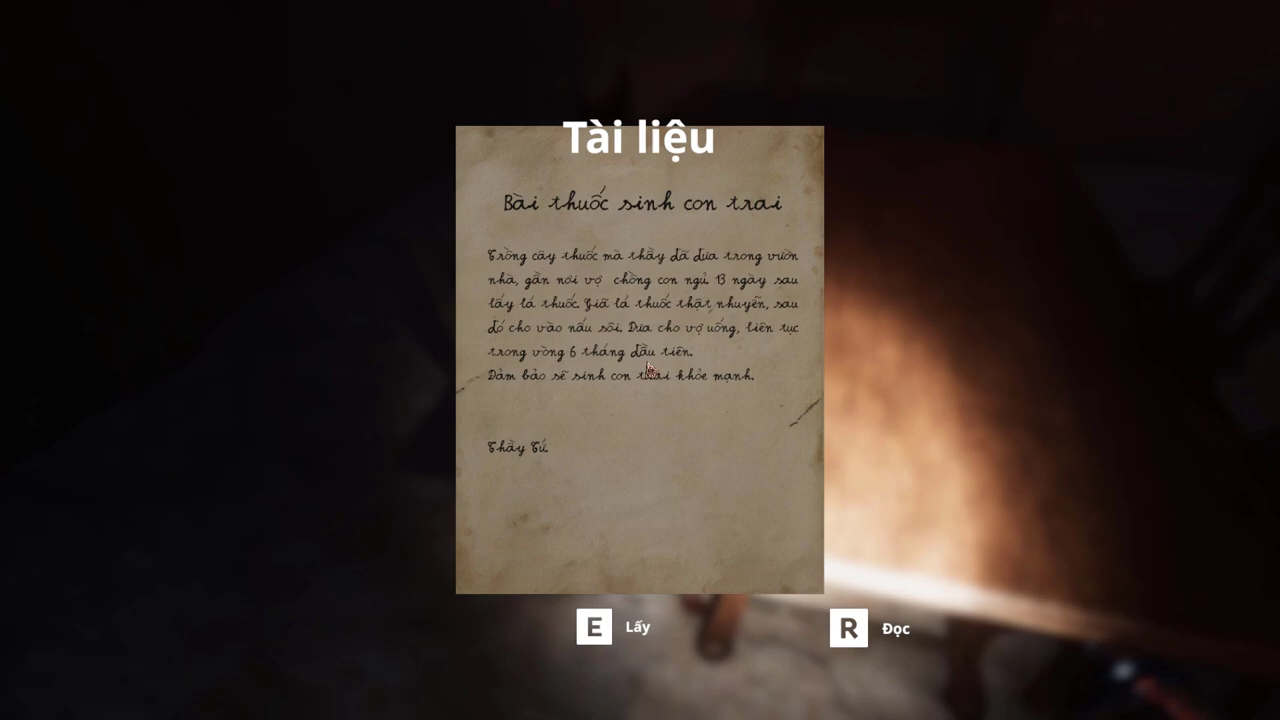 Tài liệu
Bài thuốc sinh con trai
Trồng cây thuốc mà thầy đã đưa trong vườn
nhà, gần nơi vợ chồng con ngủ. 13 ngày sau
lấy lá thuốc. Giã lá thuốc thật nhuyễn, sau
đó cho vào nấu sôi. Đưa cho vợ uống, liên tục
trong vòng 6 tháng đầu tiên.
Đảm bảo sẽ sinh con trai khỏe mạnh.
Thầy Tú.
E Lấy
R Đọc